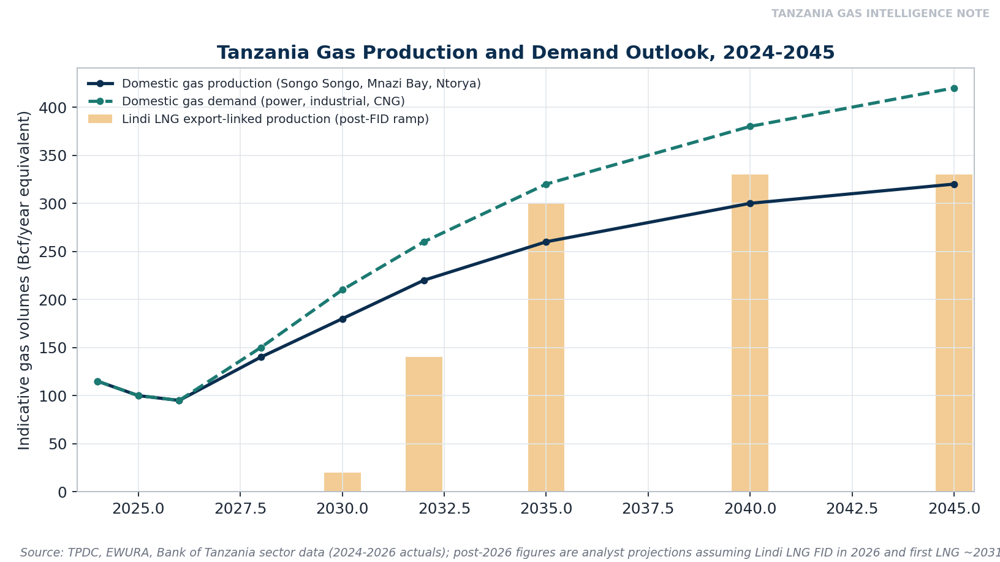 TANZANIA GAS INTELLIGENCE NOTE
Tanzania Gas Production and Demand Outlook, 2024-2045
Domestic gas production (Songo Songo, Mnazi Bay, Ntorya)
Domestic gas demand (power, industrial, CNG)
Lindi LNG export-linked production (post-FID ramp)
Indicative gas volumes (Bcf/year equivalent)
400
350
300
250
200
150
100
50
0
2025.0 2027.5 2030.0 2032.5 2035.0 2037.5 2040.0 2042.5 2045.0
Source: TPDC, EWURA, Bank of Tanzania sector data (2024-2026 actuals); post-2026 figures are analyst projections assuming Lindi LNG FID in 2026 and first LNG ~2031